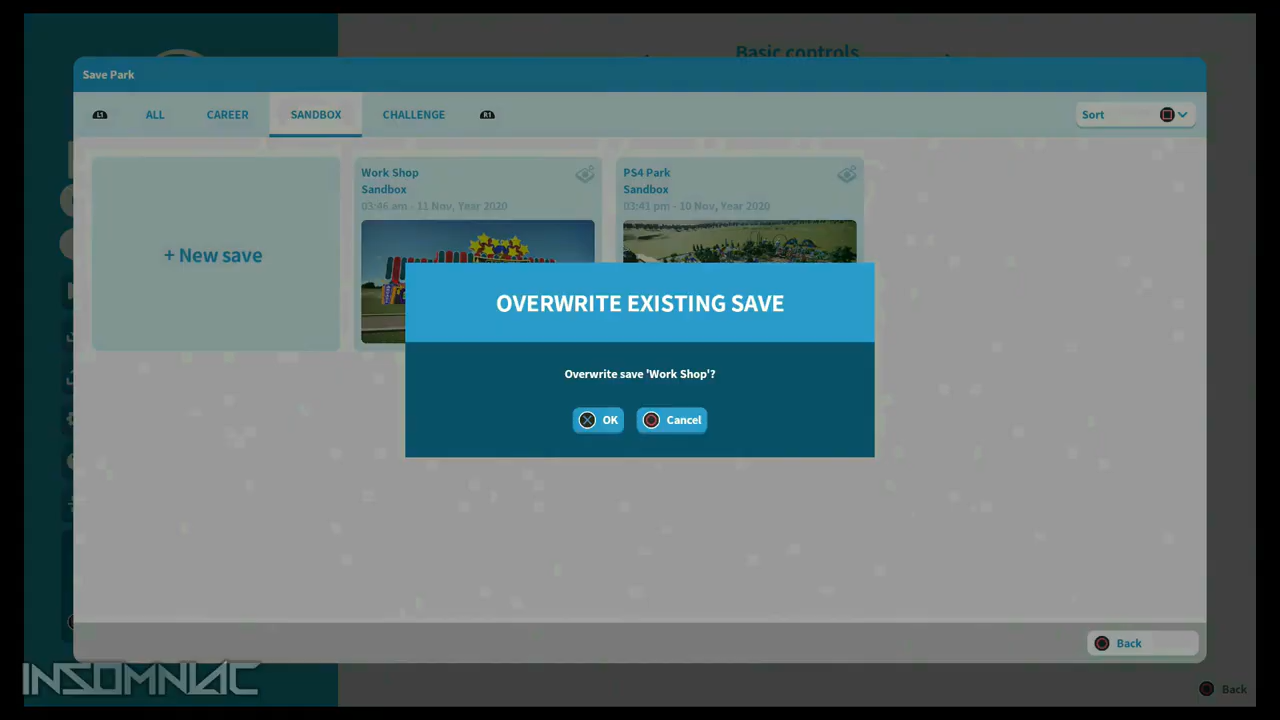 Basic controls
Save Park
L1 ALL CAREER SANDBOX CHALLENGE R1
Sort
Work Shop
Sandbox
03:46 am - 11 Nov, Year 2020
PS4 Park
Sandbox
03:41 pm - 10 Nov, Year 2020
+ New save
OVERWRITE EXISTING SAVE
Overwrite save 'Work Shop'?
OK Cancel
Back
INSOMNIAC
Back